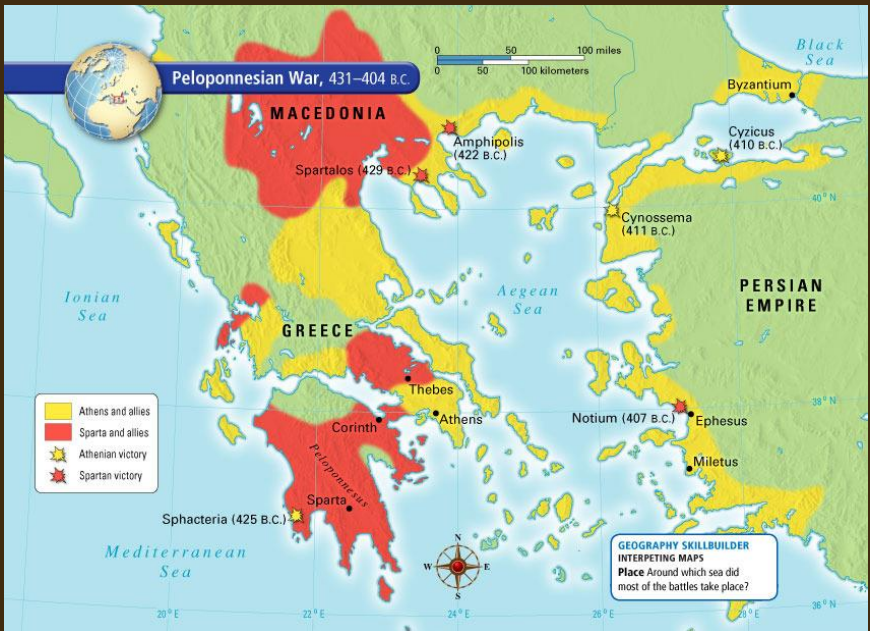 Peloponnesian War, 431–404 B.C.
0 50 100 miles
0 50 100 kilometers
Black
Sea
Byzantium
MACEDONIA
Amphipolis
(422 B.C.)
Cyzicus
(410 B.C.)
Spartalos (429 B.C.)
40°N
Cynossema
(411 B.C.)
Ionian
Sea
Aegean
Sea
PERSIAN
EMPIRE
GREECE
Thebes
38°N
Athens and allies
Sparta and allies
Athenian victory
Spartan victory
Corinth
Athens
Notium (407 B.C.)
Ephesus
Miletus
Peloponnesus
Sparta
Sphacteria (425 B.C.)
Mediterranean
Sea
N
W E
S
GEOGRAPHY SKILLBUILDER
INTERPETING MAPS
Place Around which sea did
most of the battles take place?
20°E 22°E 24°E 26°E 28°E 36°N